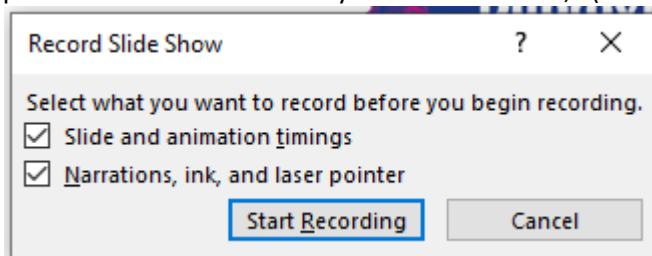 Record Slide Show ? X
Select what you want to record before you begin recording.
Slide and animation timings
Narrations, ink, and laser pointer
Start Recording Cancel